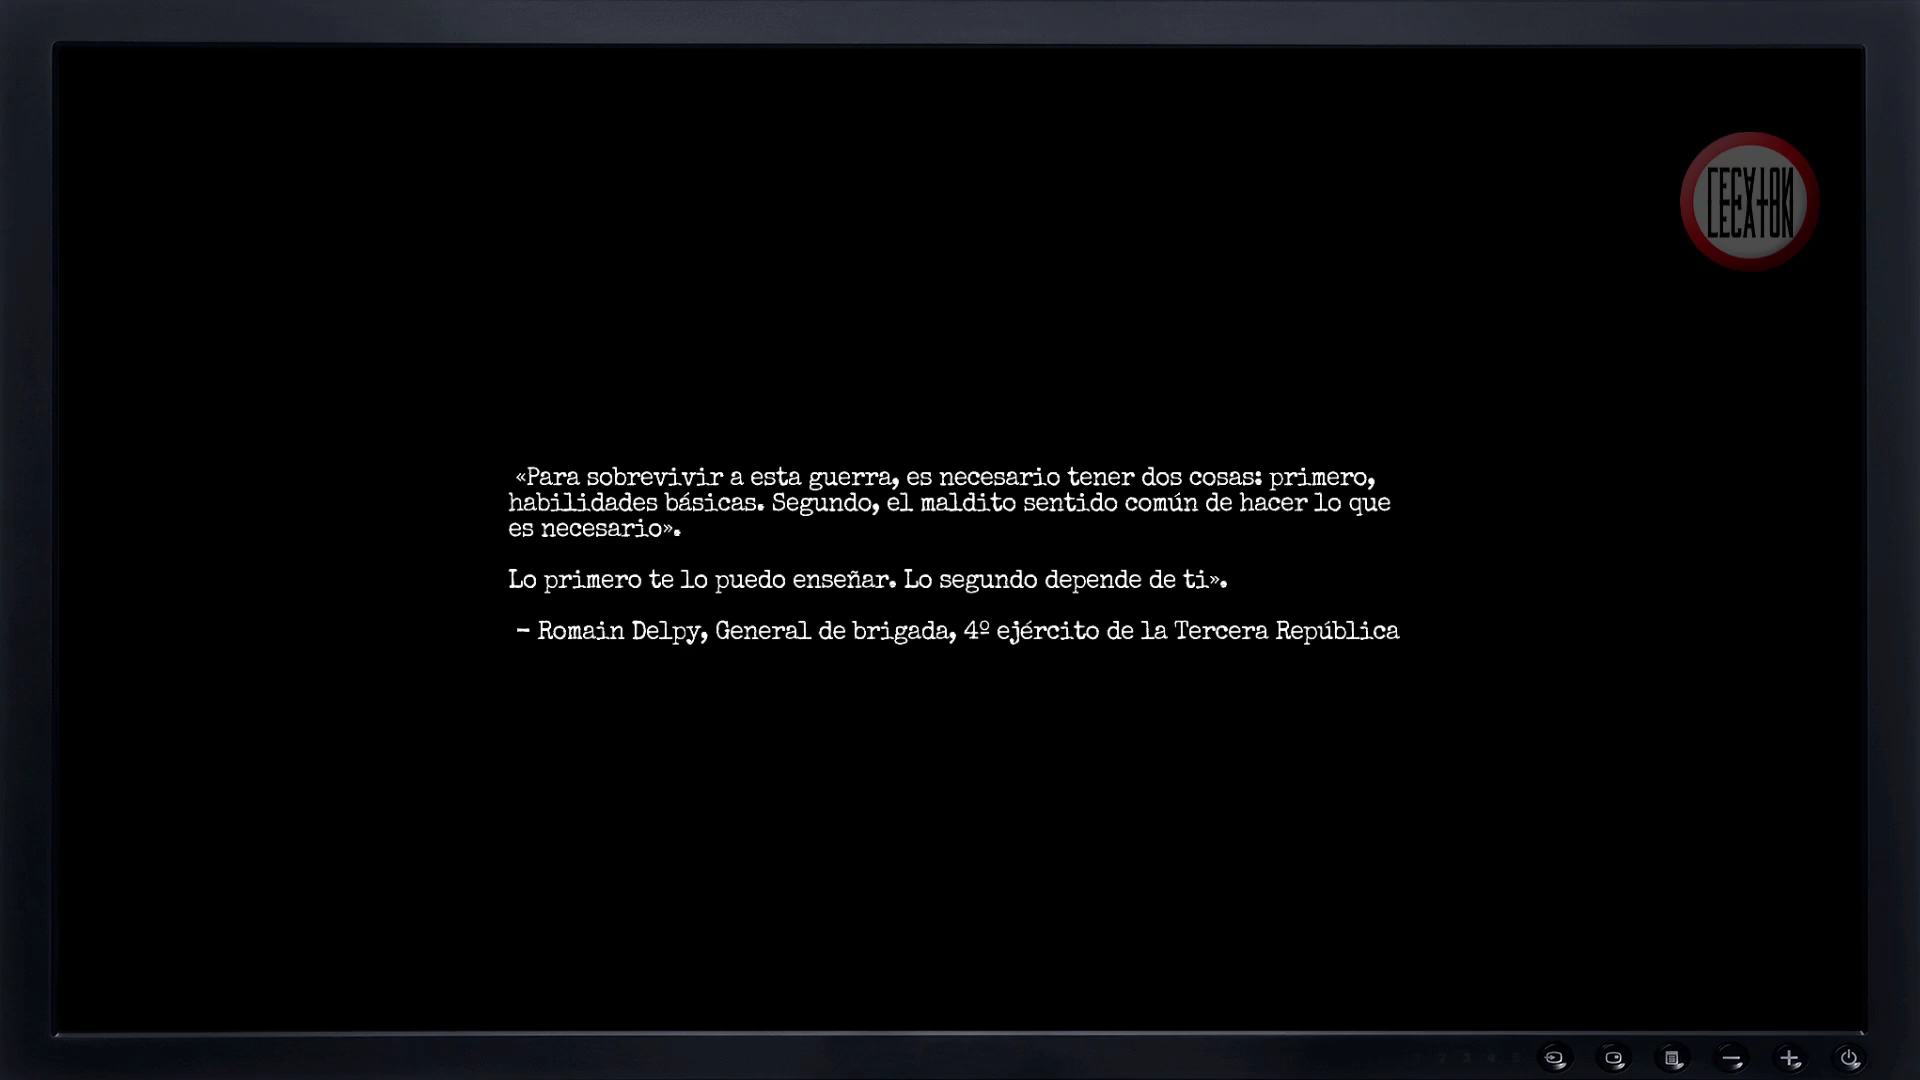 «Para sobrevivir a esta guerra, es necesario tener dos cosas: primero,
habilidades básicas. Segundo, el maldito sentido común de hacer lo que
es necesario».
Lo primero te lo puedo enseñar. Lo segundo depende de ti».
- Romain Delpy, General de brigada, 4º ejército de la Tercera República